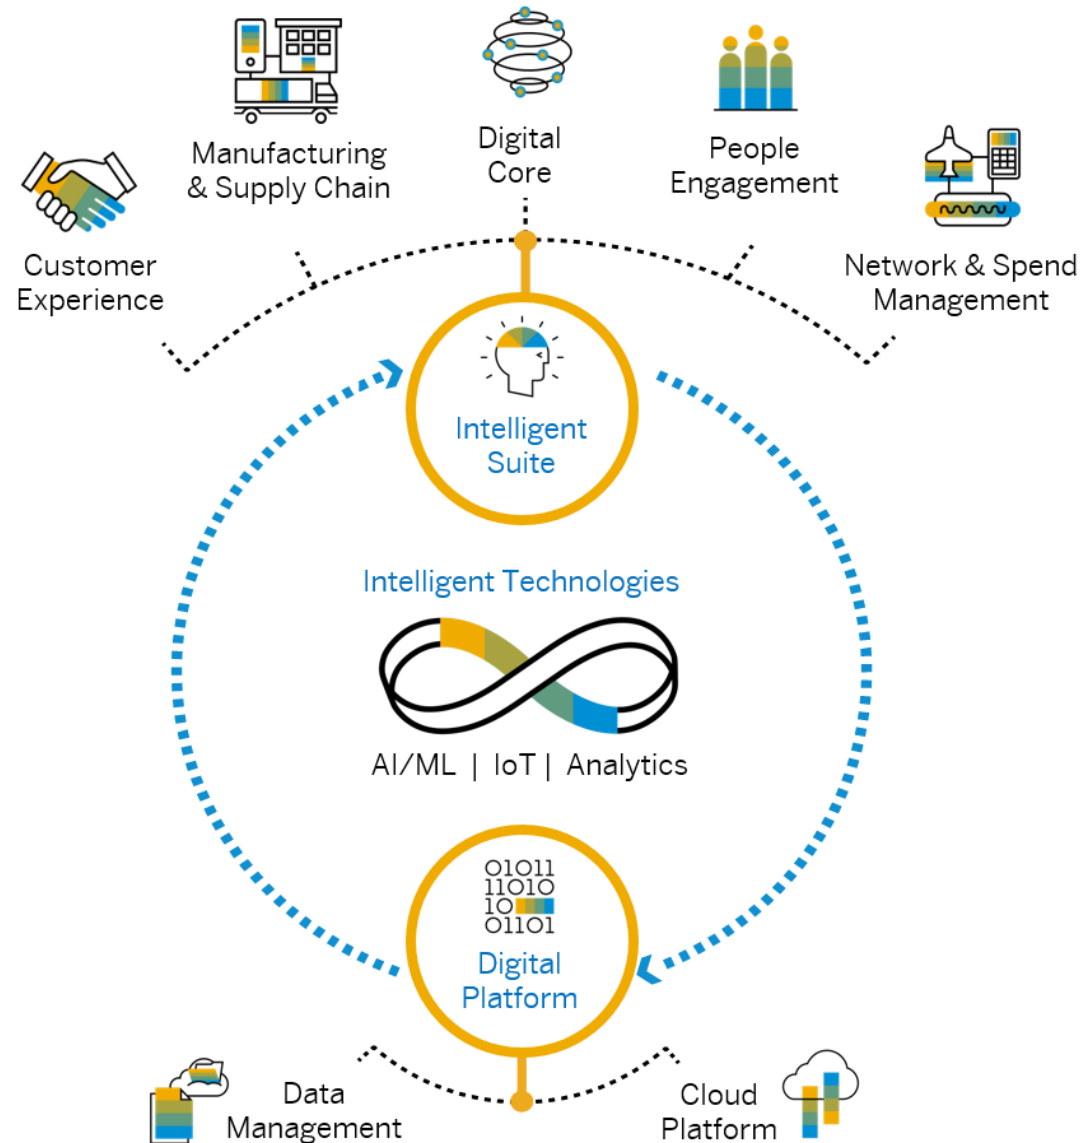 Digital
Core
People
Engagement
Manufacturing
& Supply Chain
Customer
Experience
Network & Spend
Management
Intelligent
Suite
Intelligent Technologies
AI/ML | IoT | Analytics
01011
11010
10
01101
Digital
Platform
Data
Management
Cloud
Platform